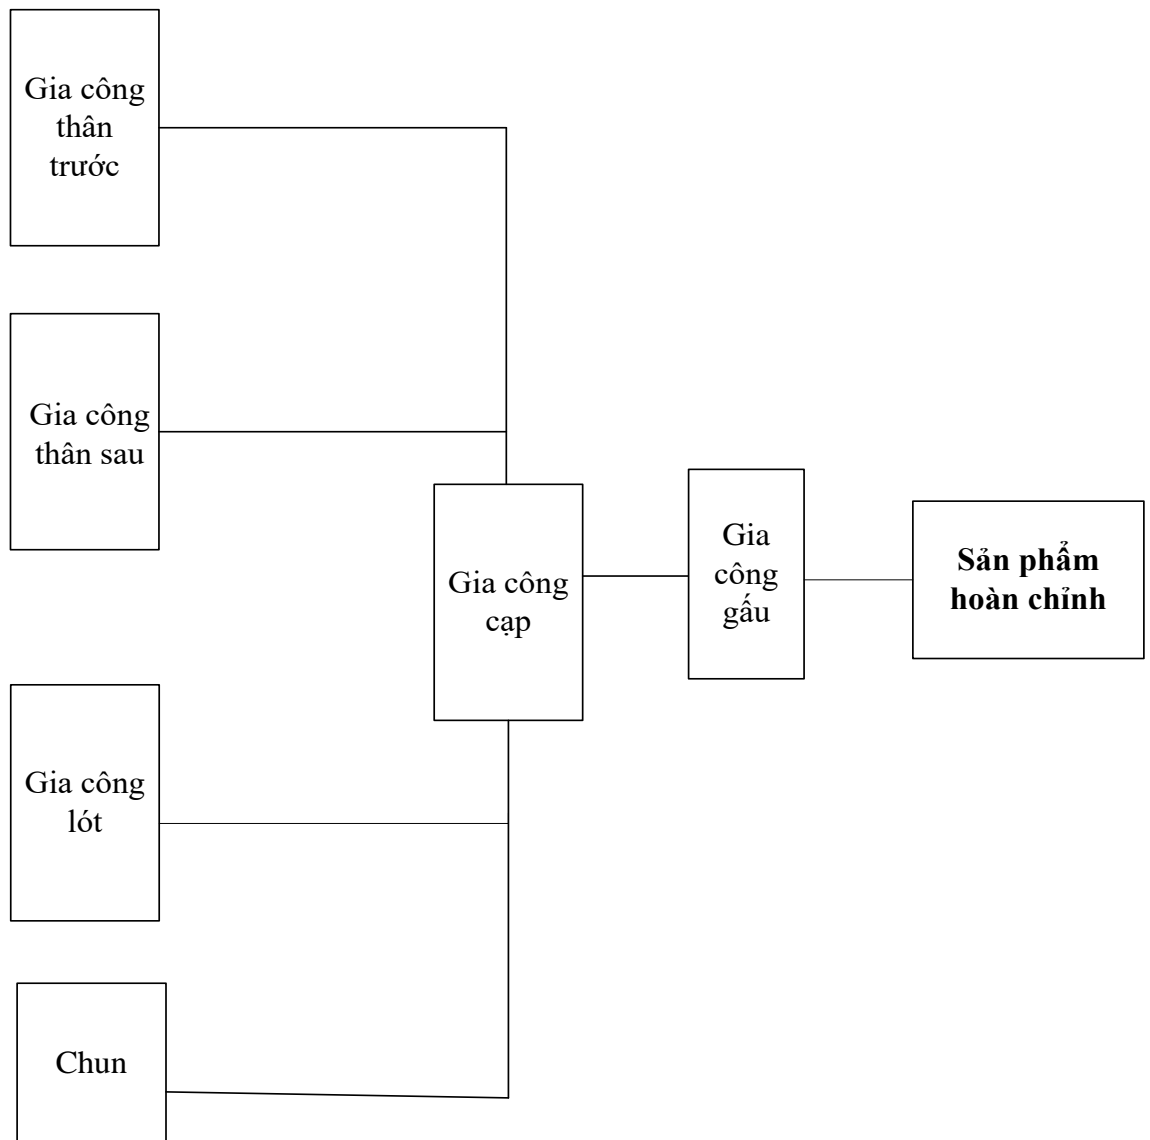 Gia công
thân
trước
Gia công
thân sau
Gia công
cạp
Gia
công
gấu
Sản phẩm
hoàn chỉnh
Gia công
lót
Chun